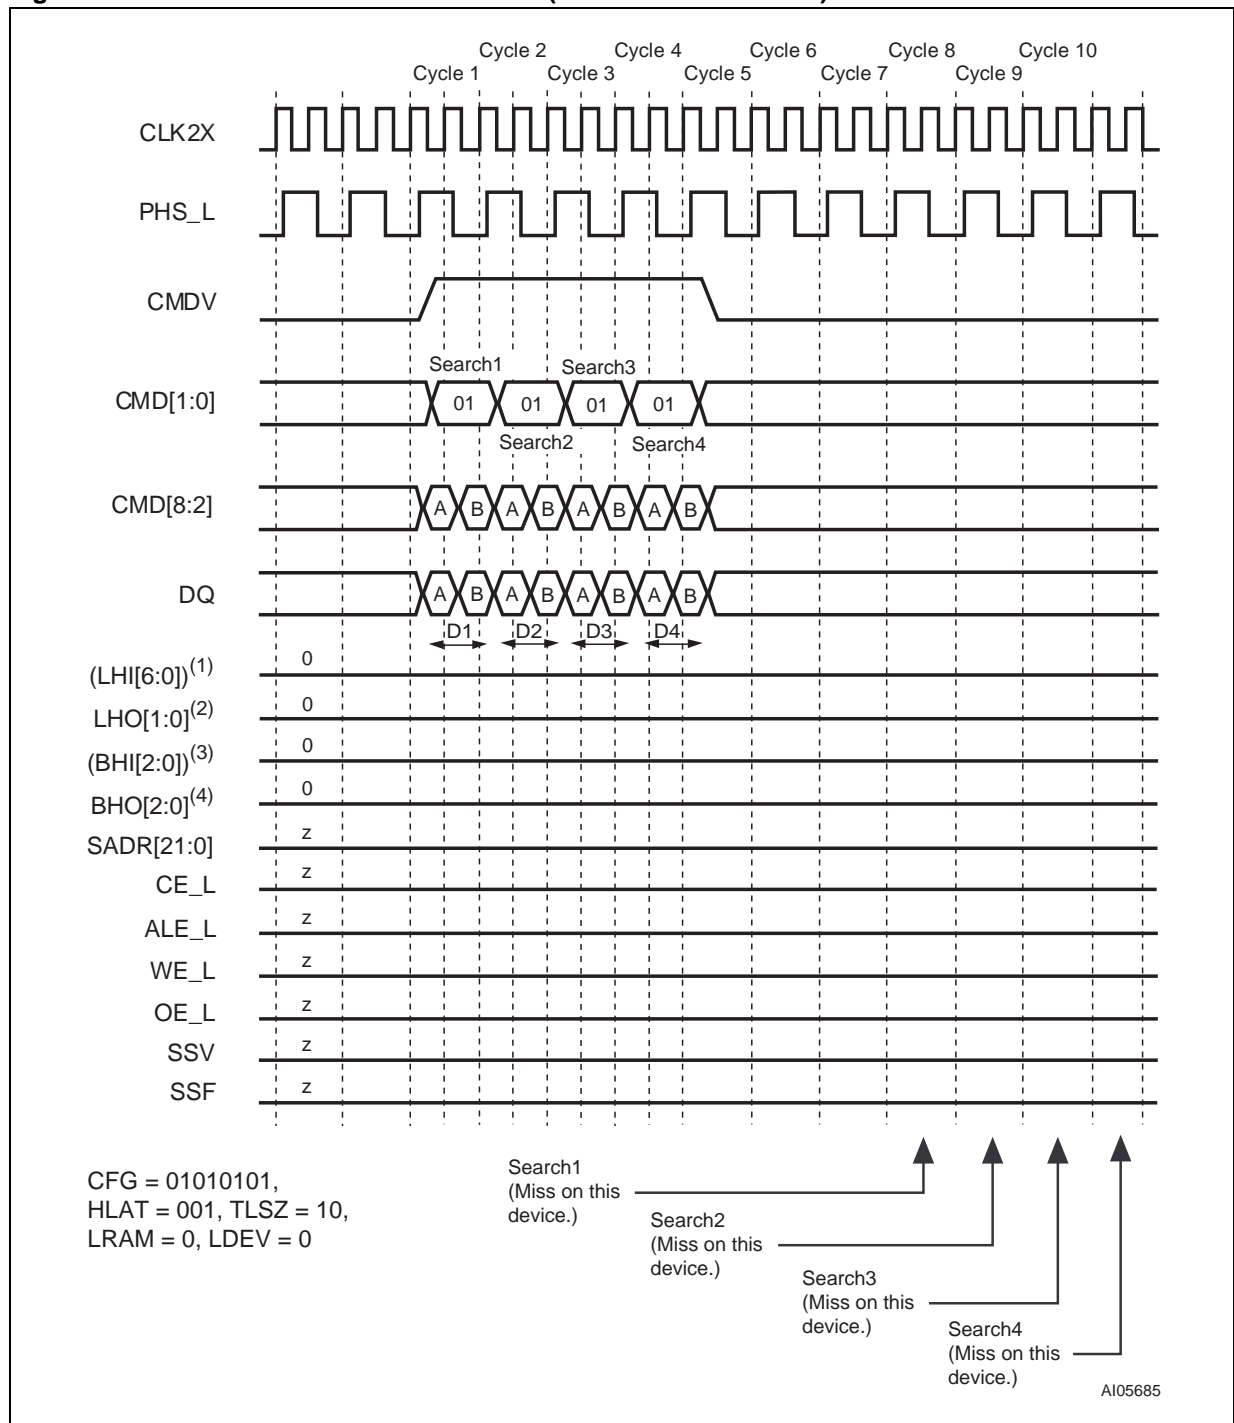 Cycle 2 Cycle 4 Cycle 6 Cycle 8 Cycle 10
Cycle 1 Cycle 3 Cycle 5 Cycle 7 Cycle 9
CLK2X
PHS_L
CMDV
Search1 Search3
CMD[1:0] 01 01 01 01
Search2 Search4
CMD[8:2] A B A B A B A B
DQ A B A B A B A B
D1 D2 D3 D4
(LHI[6:0])(1) 0
LHO[1:0](2) 0
(BHI[2:0])(3) 0
BHO[2:0](4) 0
SADR[21:0] z
CE_L z
ALE_L z
WE_L z
OE_L z
SSV z
SSF z
CFG = 01010101,
HLAT = 001, TLSZ = 10,
LRAM = 0, LDEV = 0
Search1
(Miss on this
device.)
Search2
(Miss on this
device.)
Search3
(Miss on this
device.)
Search4
(Miss on this
device.)
AI05685